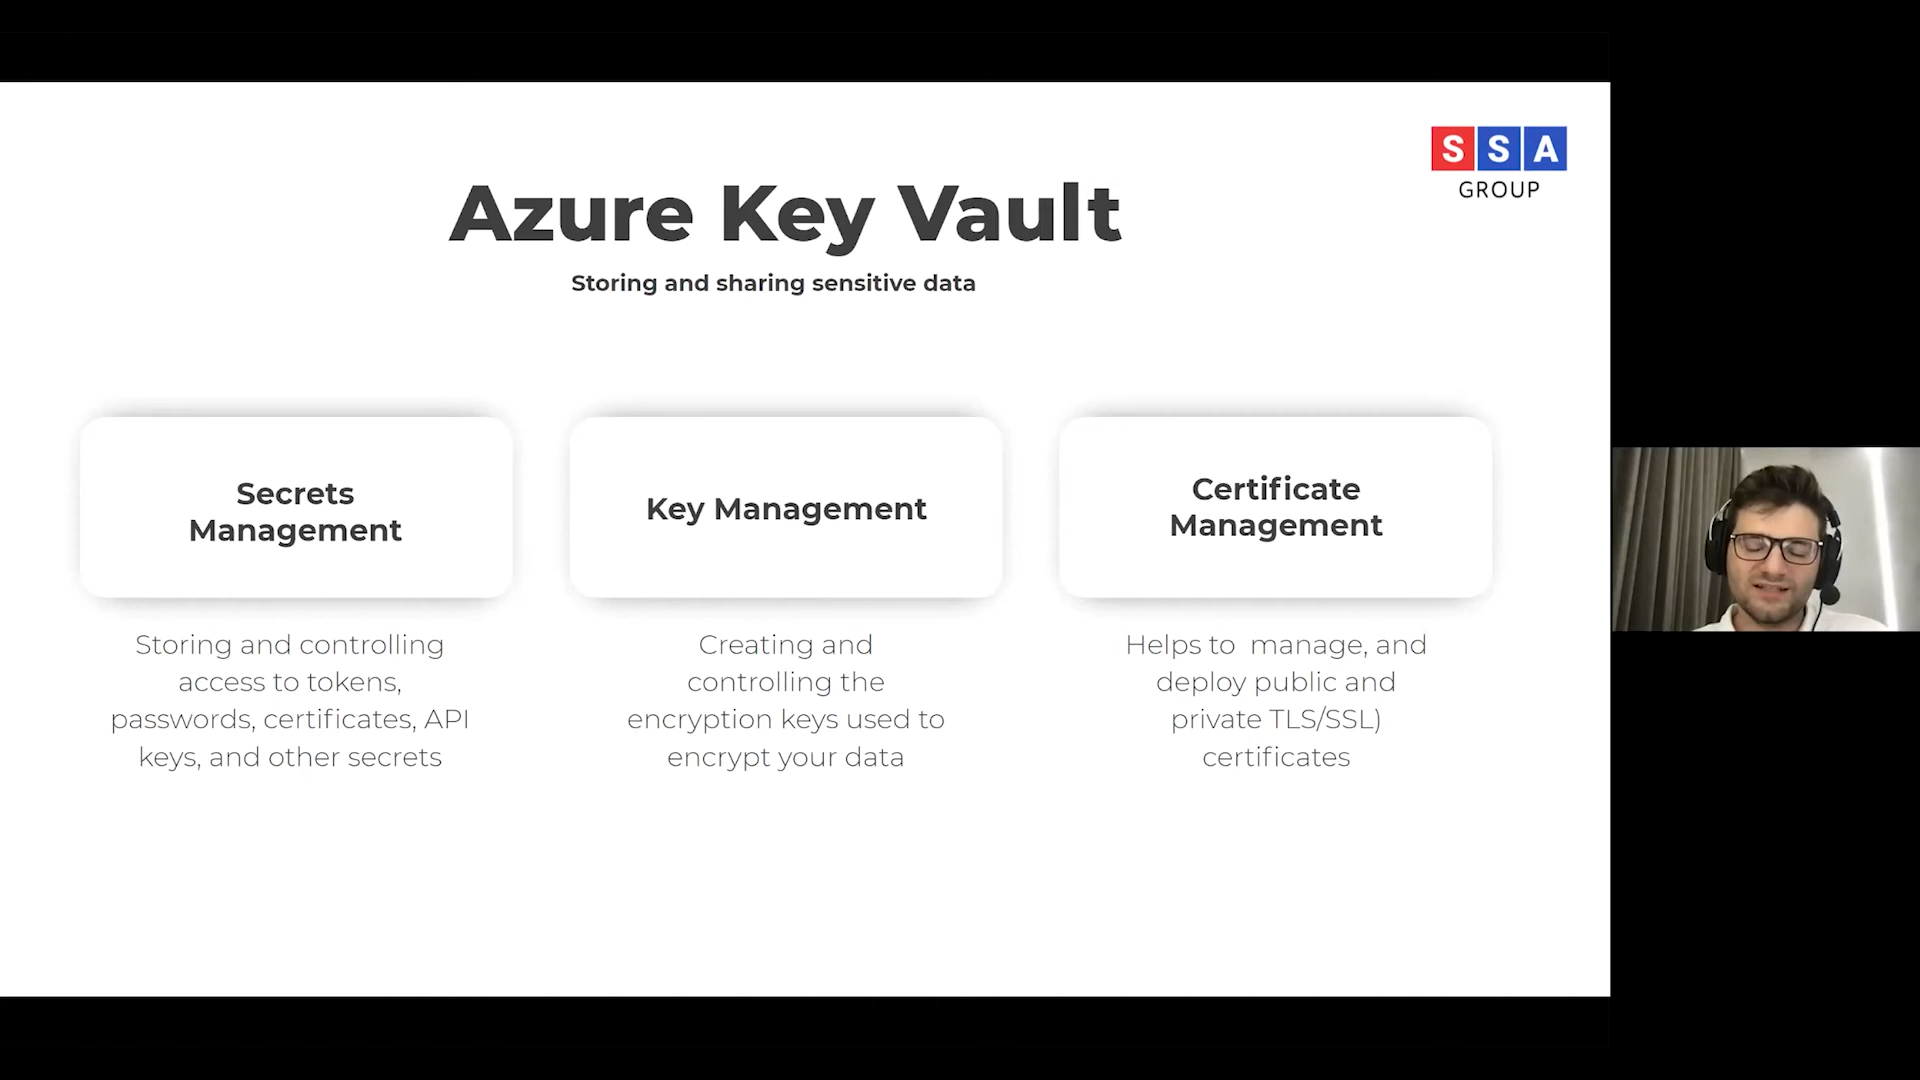 S S A
GROUP
Azure Key Vault
Storing and sharing sensitive data
Secrets
Management
Storing and controlling
access to tokens,
passwords, certificates, API
keys, and other secrets
Key Management
Creating and
controlling the
encryption keys used to
encrypt your data
Certificate
Management
Helps to  manage, and
deploy public and
private TLS/SSL)
certificates